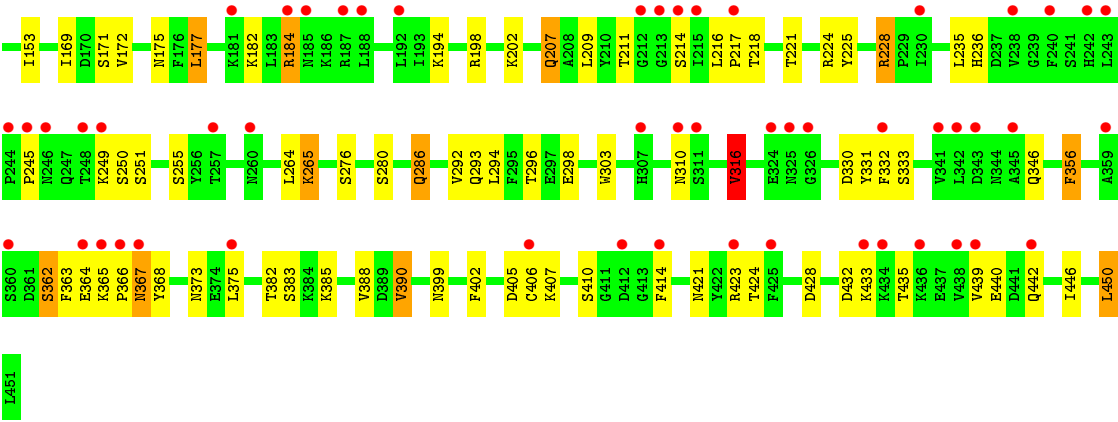 I153 I169 D170 S171 V172 N175 F176 L177 K181 K182 L183 R184 N185 K186 R187 L188 L192 I193 K194 R198 K202 Q207 A208 L209 Y210 T211 G212 G213 S214 I215 L216 P217 T218 T221 R224 Y225 R228 P229 I230 L235 H236 D237 V238 G239 F240 S241 H242 L243
P244 P245 N246 Q247 T248 K249 S250 S251 S255 Y256 T257 N260 L264 K265 S276 S280 Q286 V292 Q293 L294 F295 T296 E297 E298 W303 H307 N310 S311 V316 E324 N325 G326 D330 Y331 F332 S333 V341 L342 D343 N344 A345 Q346 F356 A359
S360 D361 S362 F363 E364 K365 P366 N367 Y368 N373 E374 L375 T382 S383 K384 K385 V388 D389 V390 N399 F402 D405 C406 K407 S410 G411 D412 G413 F414 N421 Y422 R423 T424 F425 D428 D432 K433 K434 T435 K436 E437 V438 V439 E440 D441 Q442 I446 L450
L451